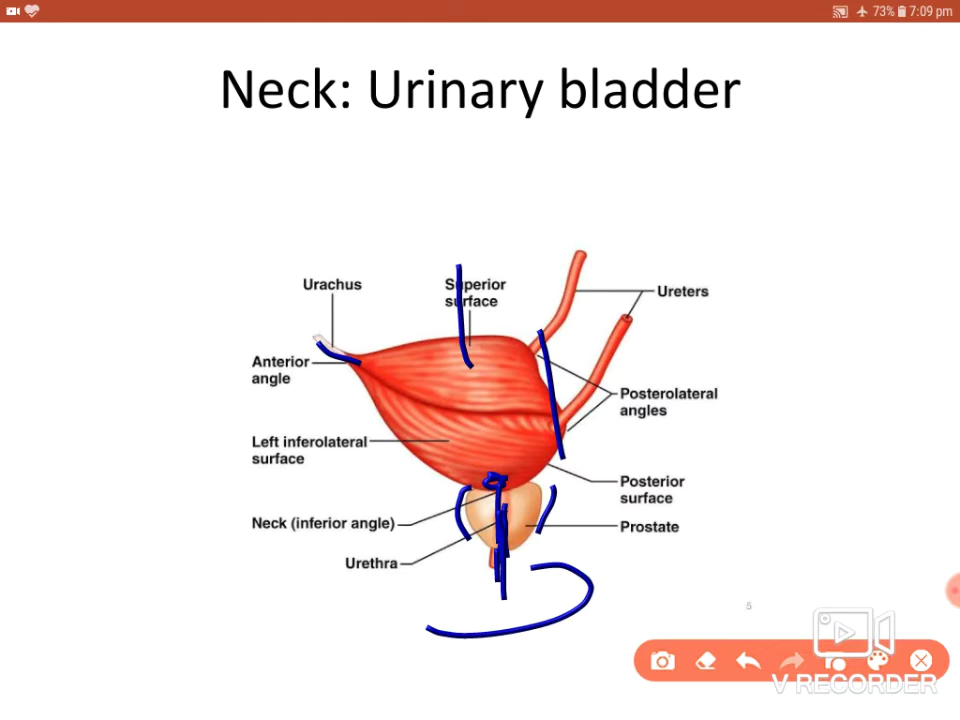 73% 7:09 pm
Neck: Urinary bladder
Urachus
Superior
surface
Ureters
Anterior
angle
Posterolateral
angles
Left inferolateral
surface
Posterior
surface
Neck (inferior angle)
Prostate
Urethra
5
V RECORDER